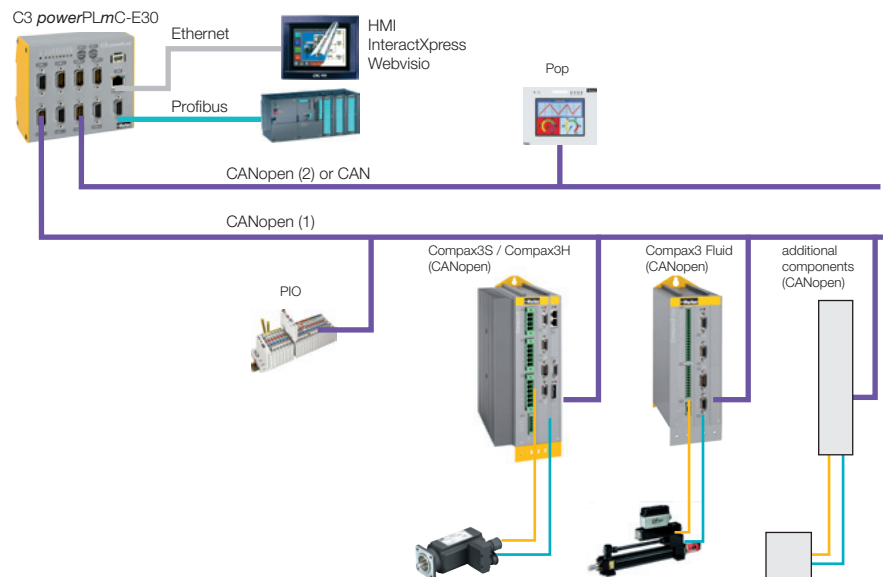 C3 powerPLmC-E30
Ethernet
HMI
InteractXpress
Webvisio
Profibus
Pop
CANopen (2) or CAN
CANopen (1)
Compax3S / Compax3H
(CANopen)
Compax3 Fluid
(CANopen)
additional
components
(CANopen)
PIO